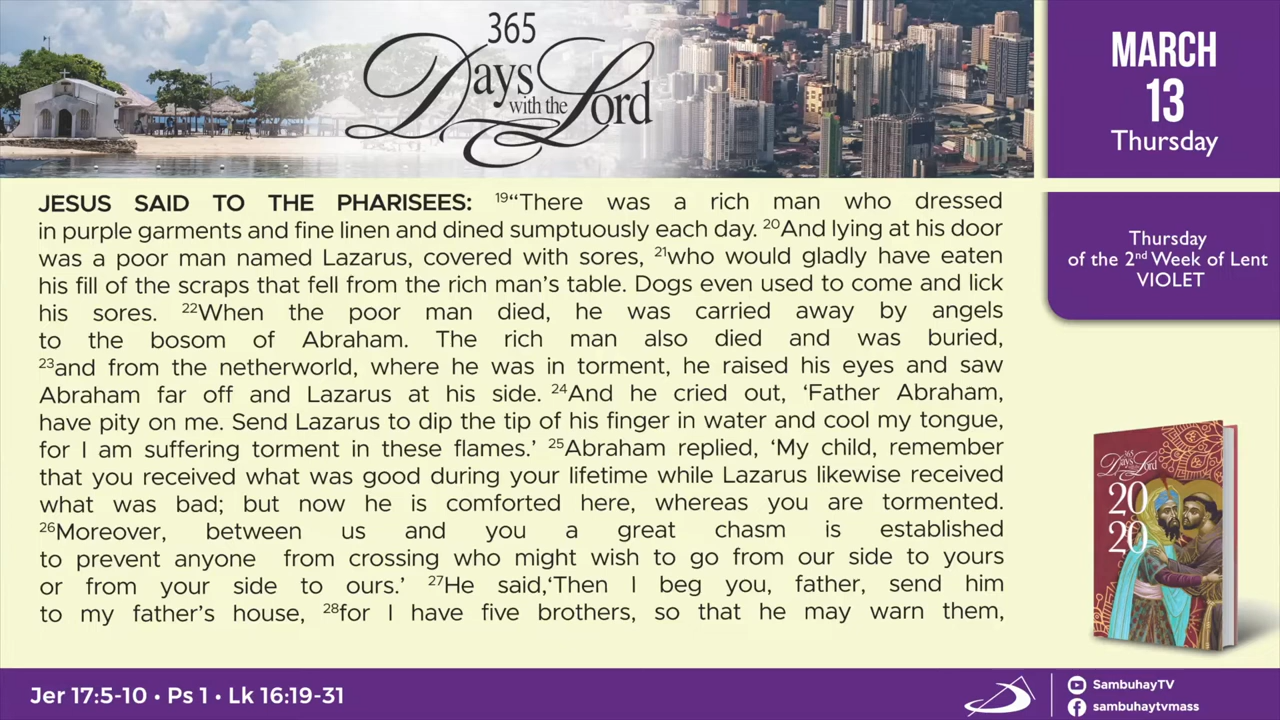 365
Days with the Lord
MARCH
13
Thursday
Thursday
of the 2nd Week of Lent
VIOLET
JESUS SAID TO THE PHARISEES: 19“There was a rich man who dressed
in purple garments and fine linen and dined sumptuously each day. 20And lying at his door
was a poor man named Lazarus, covered with sores, 21who would gladly have eaten
his fill of the scraps that fell from the rich man’s table. Dogs even used to come and lick
his sores. 22When the poor man died, he was carried away by angels
to the bosom of Abraham. The rich man also died and was buried,
23and from the netherworld, where he was in torment, he raised his eyes and saw
Abraham far off and Lazarus at his side. 24And he cried out, ‘Father Abraham,
have pity on me. Send Lazarus to dip the tip of his finger in water and cool my tongue,
for I am suffering torment in these flames.’ 25Abraham replied, ‘My child, remember
that you received what was good during your lifetime while Lazarus likewise received
what was bad; but now he is comforted here, whereas you are tormented.
26Moreover, between us and you a great chasm is established
to prevent anyone from crossing who might wish to go from our side to yours
or from your side to ours.’ 27He said,‘Then I beg you, father, send him
to my father’s house, 28for I have five brothers, so that he may warn them,
365
Days with the Lord
20
20
Jer 17:5-10 • Ps 1 • Lk 16:19-31
SambuhayTV
sambuhaytvmass